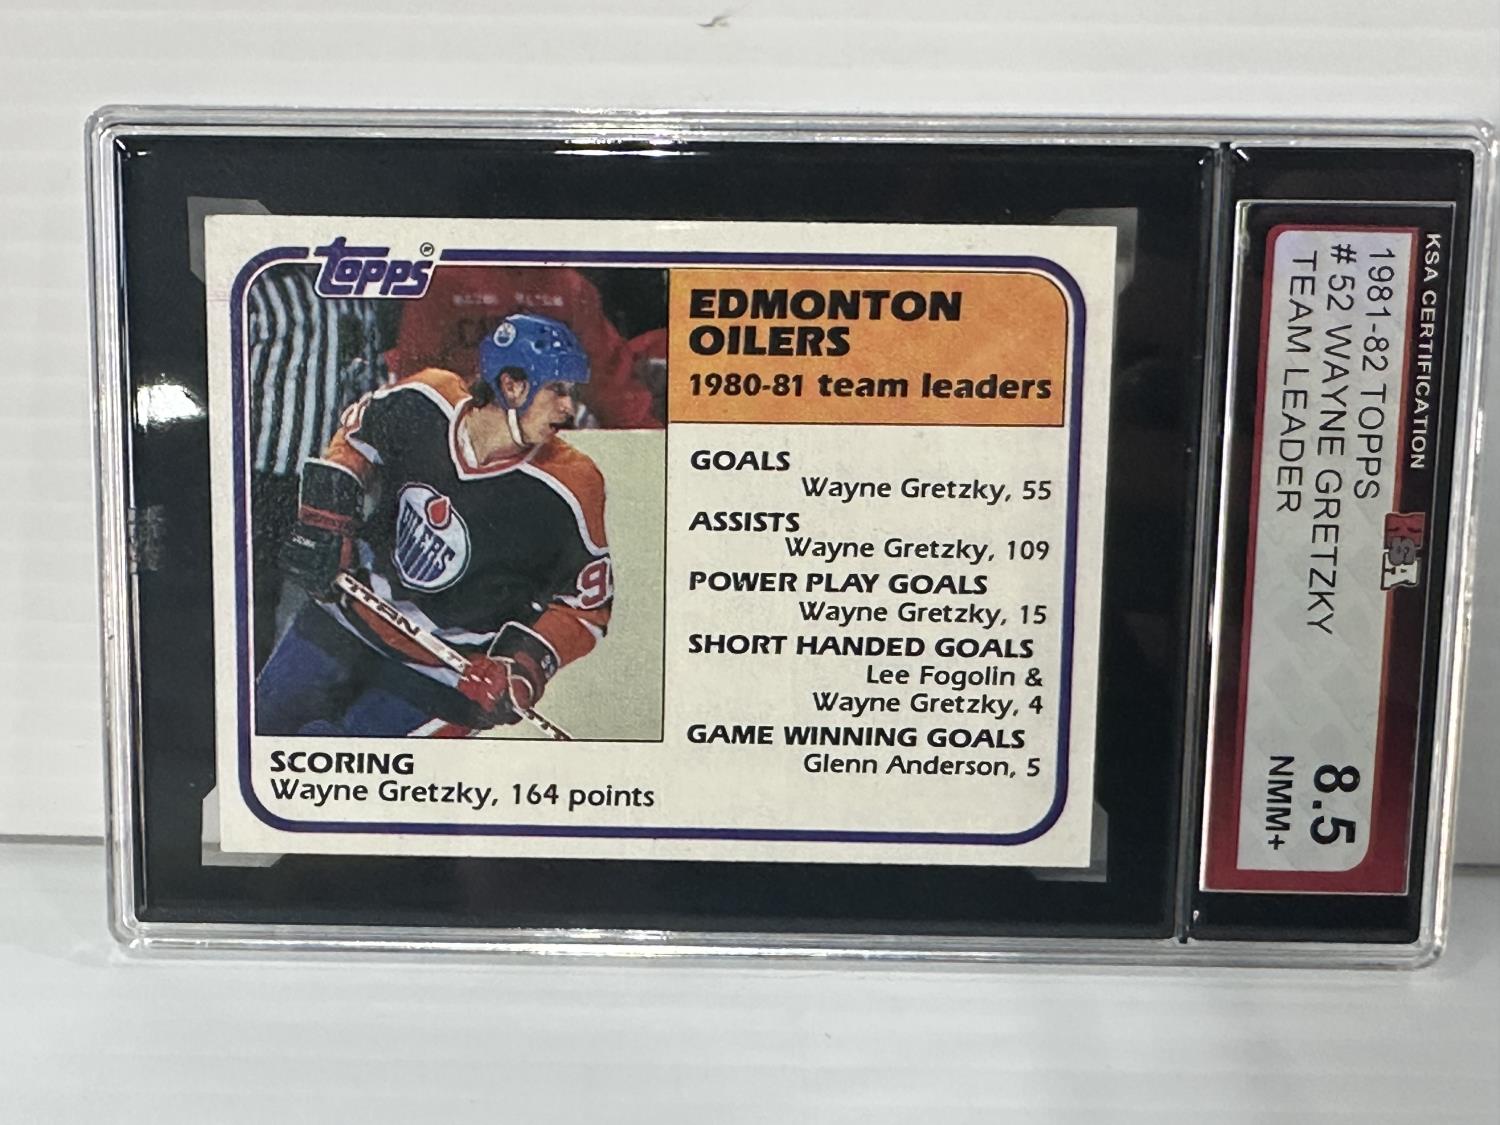 topps®
EDMONTON
OILERS
1980-81 team leaders
GOALS
Wayne Gretzky, 55
ASSISTS
Wayne Gretzky, 109
POWER PLAY GOALS
Wayne Gretzky, 15
SHORT HANDED GOALS
Lee Fogolin &
Wayne Gretzky, 4
GAME WINNING GOALS
Glenn Anderson, 5
SCORING
Wayne Gretzky, 164 points
OILERS
9
TITAN
KSA CERTIFICATION
KSA
1981-82 TOPPS
#52 WAYNE GRETZKY
TEAM LEADER
8.5
NMM+